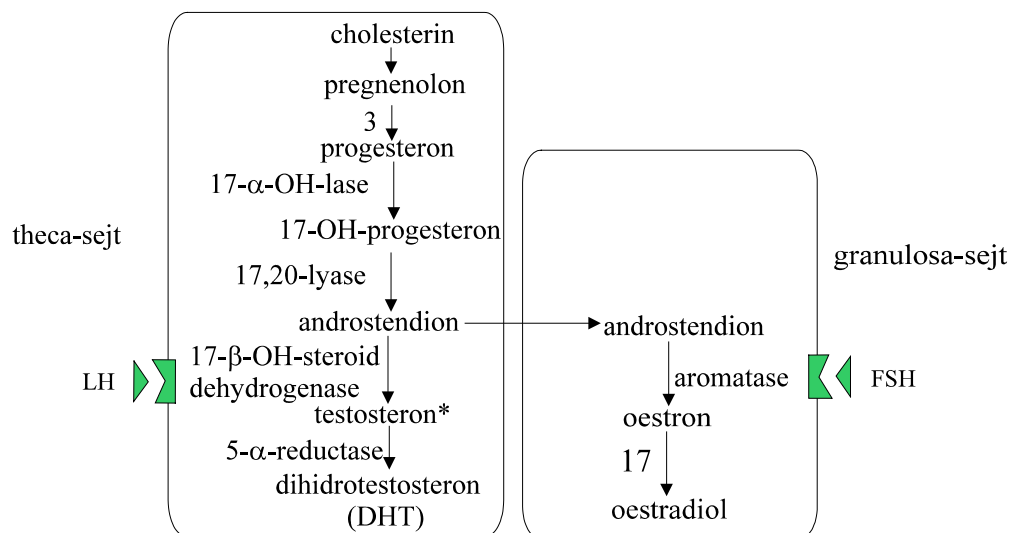 cholesterin
pregnenolon
3
progesteron
17-α-OH-lase
17-OH-progesteron
theca-sejt
17,20-lyase
androstendion
17-β-OH-steroid
dehydrogenase
LH
testosteron*
5-α-reductase
dihidrotestosteron
(DHT)
granulosa-sejt
androstendion
aromatase
FSH
oestron
17
oestradiol